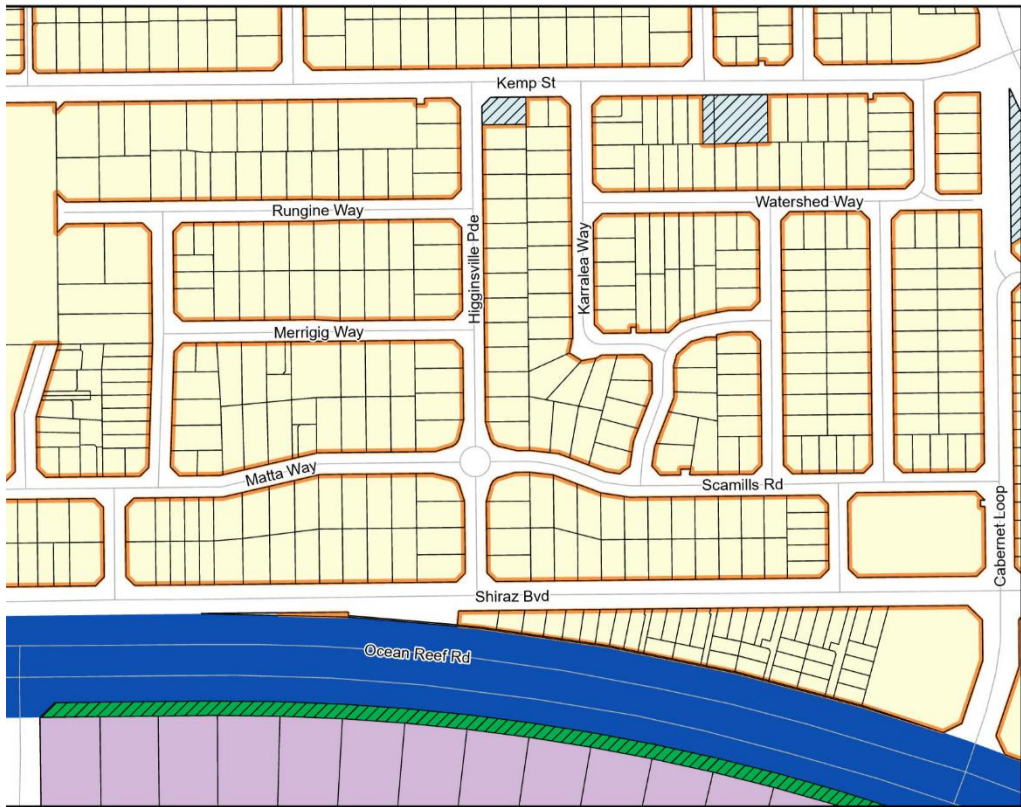 Kemp St
Rungine Way
Watershed Way
Higginsville Pde
Karralea Way
Merrigig Way
Matta Way
Scamills Rd
Cabernet Loop
Shiraz Bvd
Ocean Reef Rd